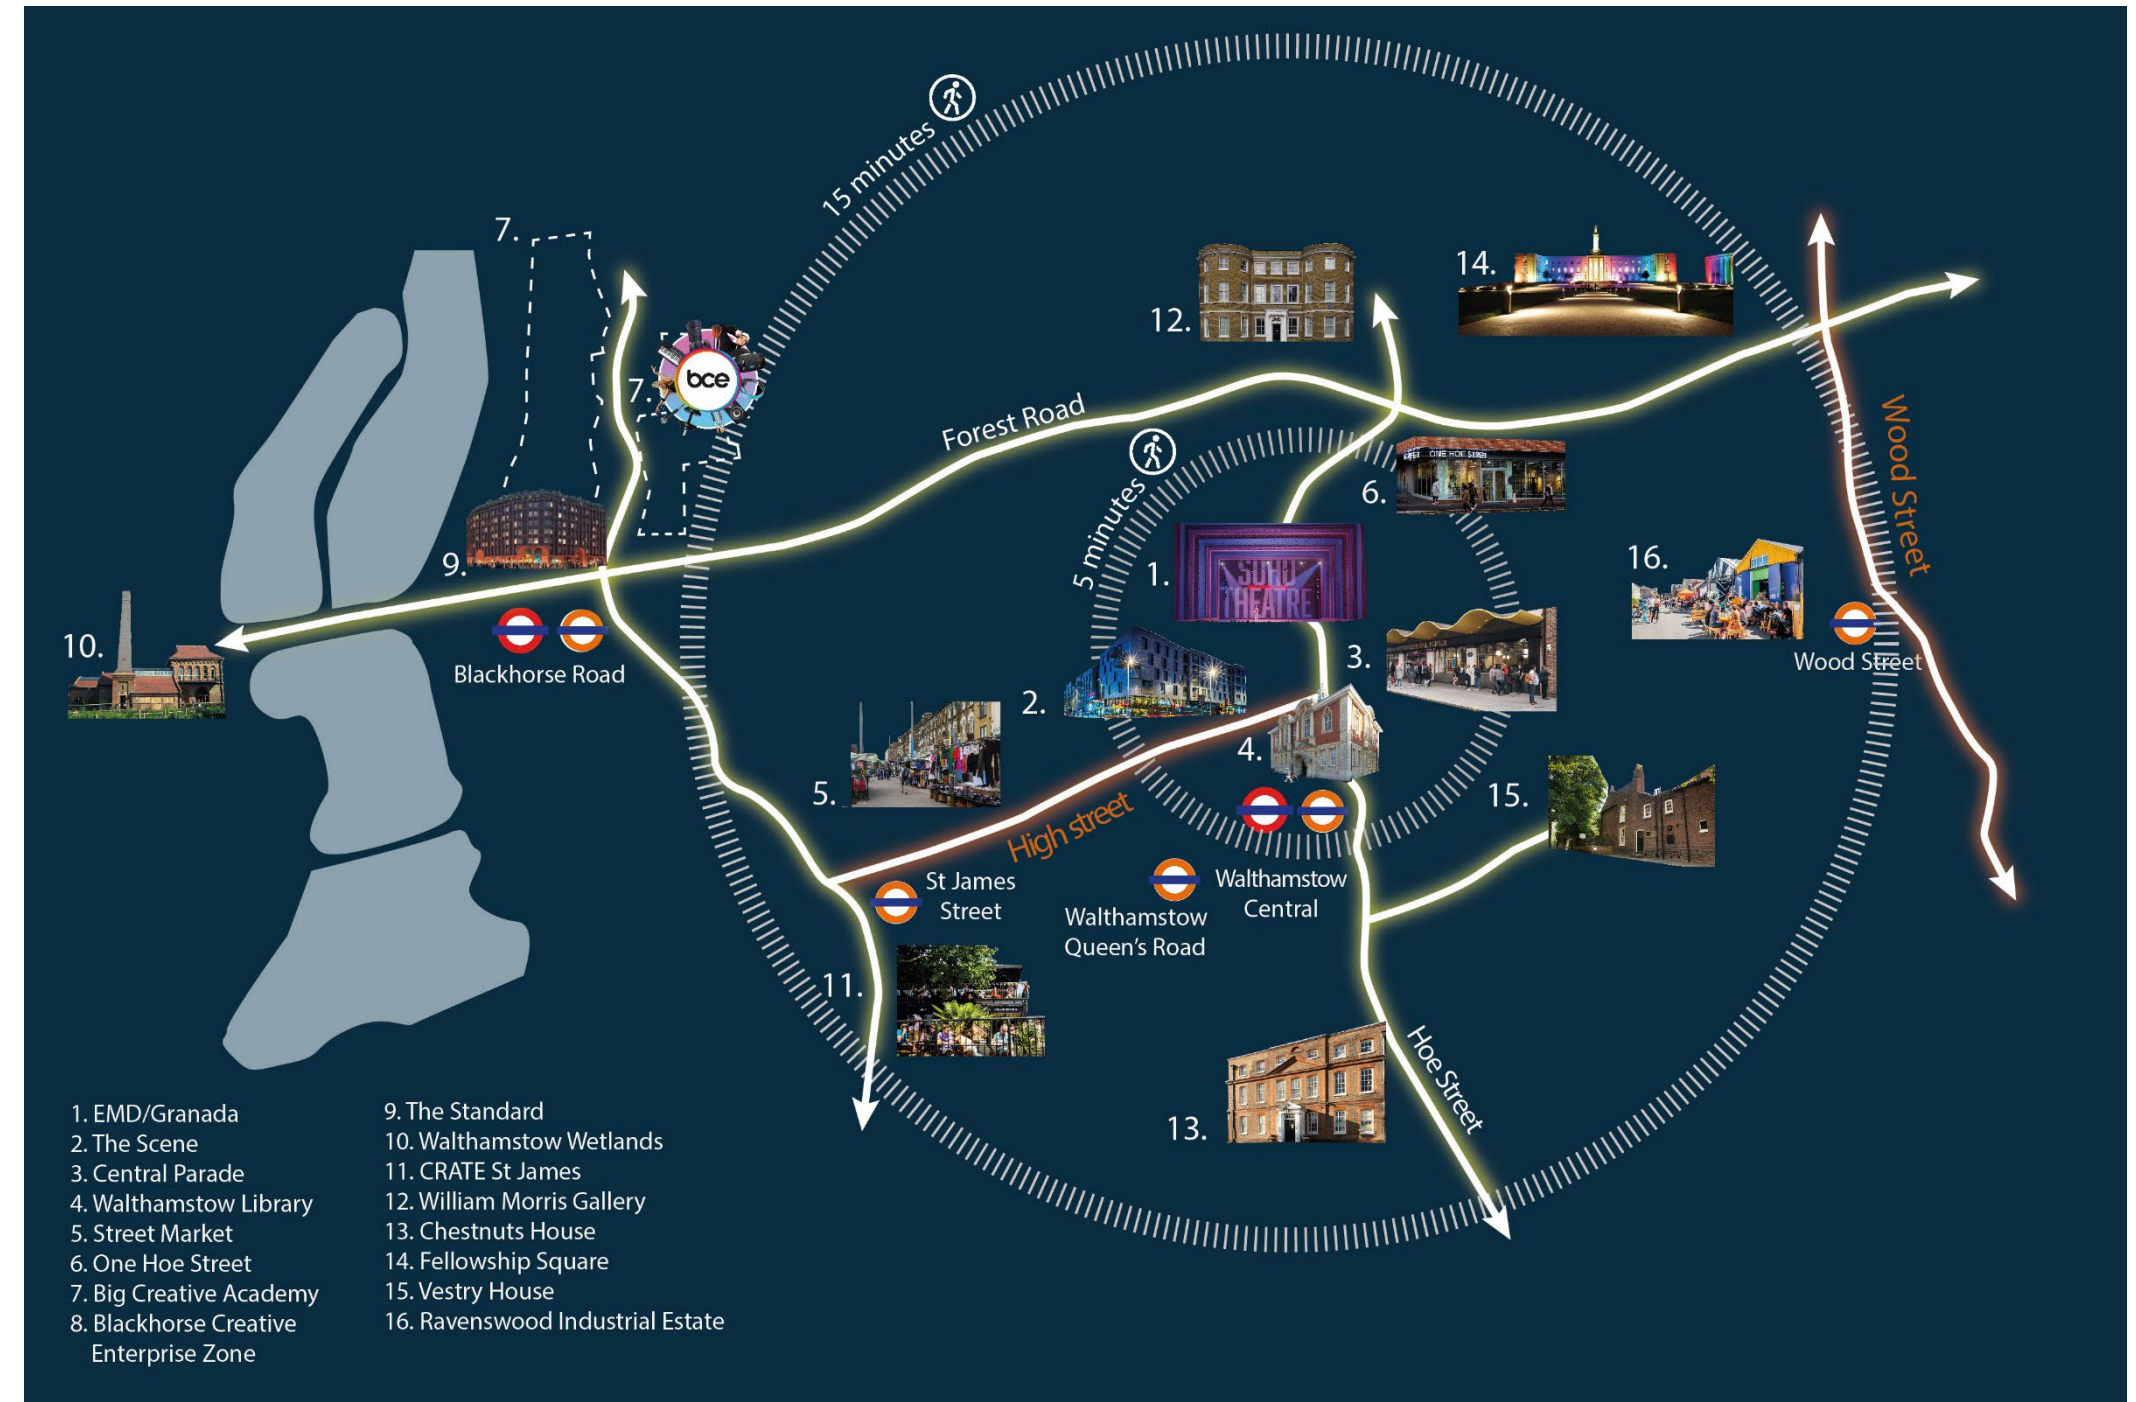 15 minutes
7.
12.
14.
7.
bce
Forest Road
Wood Street
ONE HOE STREET
6.
5 minutes
1.
SOHO
THEATRE
9.
16.
10.
Blackhorse Road
3.
Wood Street
2.
4.
5.
15.
High street
St James
Street
Walthamstow
Central
Walthamstow
Queen's Road
11.
Hoe Street
13.
1. EMD/Granada
2. The Scene
3. Central Parade
4. Walthamstow Library
5. Street Market
6. One Hoe Street
7. Big Creative Academy
8. Blackhorse Creative
Enterprise Zone
9. The Standard
10. Walthamstow Wetlands
11. CRATE St James
12. William Morris Gallery
13. Chestnuts House
14. Fellowship Square
15. Vestry House
16. Ravenswood Industrial Estate